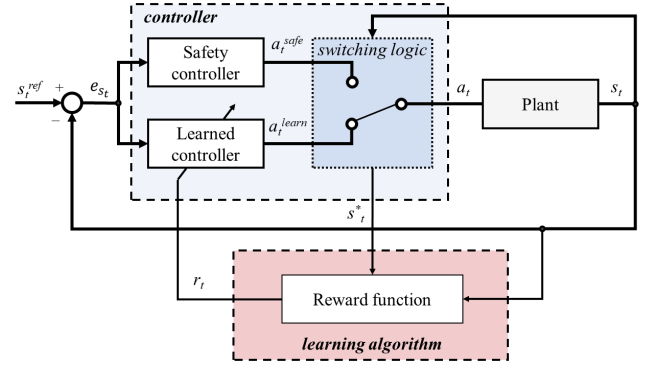 controller
Safety
controller
a_t^safe
switching logic
s_t^ref
+
−
e_s_t
Learned
controller
a_t^learn
a_t
Plant
s_t
s*_t
r_t
Reward function
learning algorithm